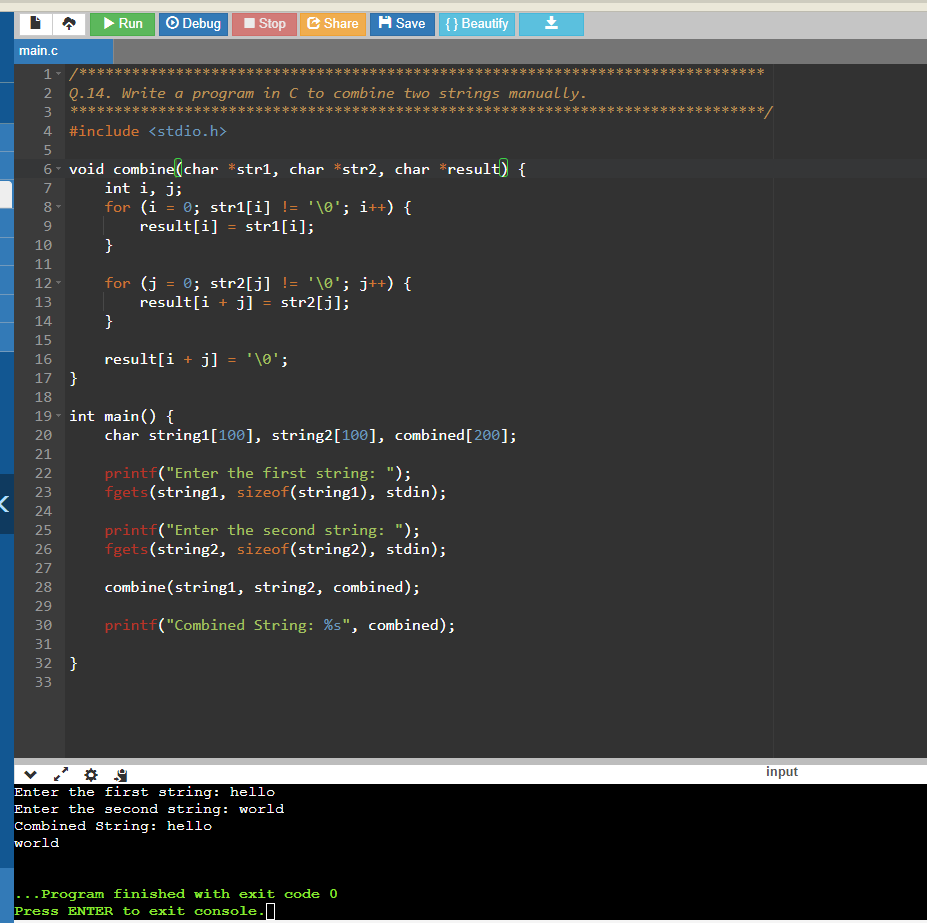 Run Debug Stop Share Save { } Beautify
main.c
1 /******************************************************************************
2 Q.14. Write a program in C to combine two strings manually.
3 *******************************************************************************/
4 #include <stdio.h>
5
6 void combine(char *str1, char *str2, char *result) {
7     int i, j;
8     for (i = 0; str1[i] != '\0'; i++) {
9         result[i] = str1[i];
10     }
11
12     for (j = 0; str2[j] != '\0'; j++) {
13         result[i + j] = str2[j];
14     }
15
16     result[i + j] = '\0';
17 }
18
19 int main() {
20     char string1[100], string2[100], combined[200];
21
22     printf("Enter the first string: ");
23     fgets(string1, sizeof(string1), stdin);
24
25     printf("Enter the second string: ");
26     fgets(string2, sizeof(string2), stdin);
27
28     combine(string1, string2, combined);
29
30     printf("Combined String: %s", combined);
31
32 }
33
input
Enter the first string: hello
Enter the second string: world
Combined String: hello
world
...Program finished with exit code 0
Press ENTER to exit console.